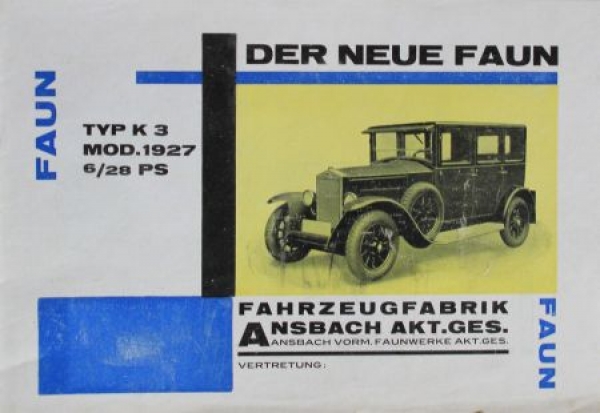 DER NEUE FAUN
FAUN
TYP K 3
MOD.1927
6/28 PS
FAHRZEUGFABRIK
ANSBACH AKT.GES.
ANSBACH VORM. FAUNWERKE AKT.GES.
VERTRETUNG:
FAUN